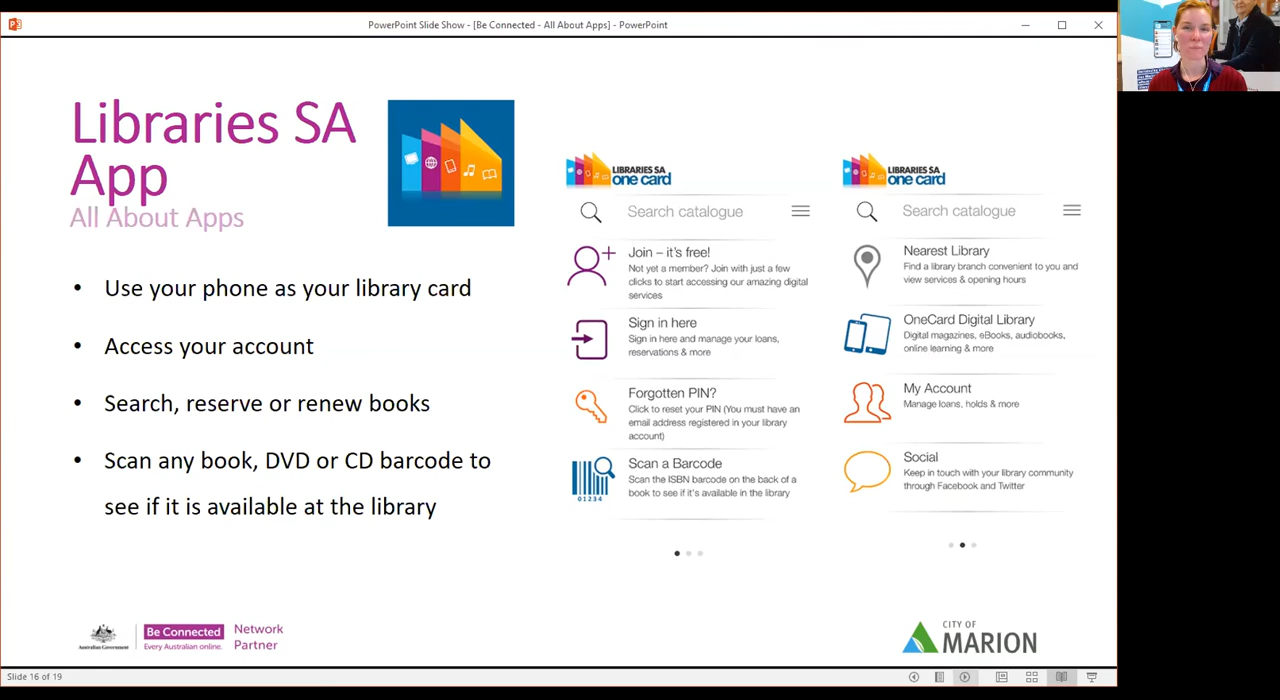 PowerPoint Slide Show - [Be Connected - All About Apps] - PowerPoint
Libraries SA
App
All About Apps
• Use your phone as your library card
• Access your account
• Search, reserve or renew books
• Scan any book, DVD or CD barcode to
see if it is available at the library
LIBRARIES SA
one card
Search catalogue
Join – it's free!
Not yet a member? Join with just a few
clicks to start accessing our amazing digital
services
Sign in here
Sign in here and manage your loans,
reservations & more
Forgotten PIN?
Click to reset your PIN (You must have an
email address registered in your library
account)
Scan a Barcode
Scan the ISBN barcode on the back of a
book to see if it's available in the library
01234
LIBRARIES SA
one card
Search catalogue
Nearest Library
Find a library branch convenient to you and
view services & opening hours
OneCard Digital Library
Digital magazines, eBooks, audiobooks,
online learning & more
My Account
Manage loans, holds & more
Social
Keep in touch with your library community
through Facebook and Twitter
Australian Government
Be Connected
Every Australian online.
Network
Partner
CITY OF
MARION
Slide 16 of 19